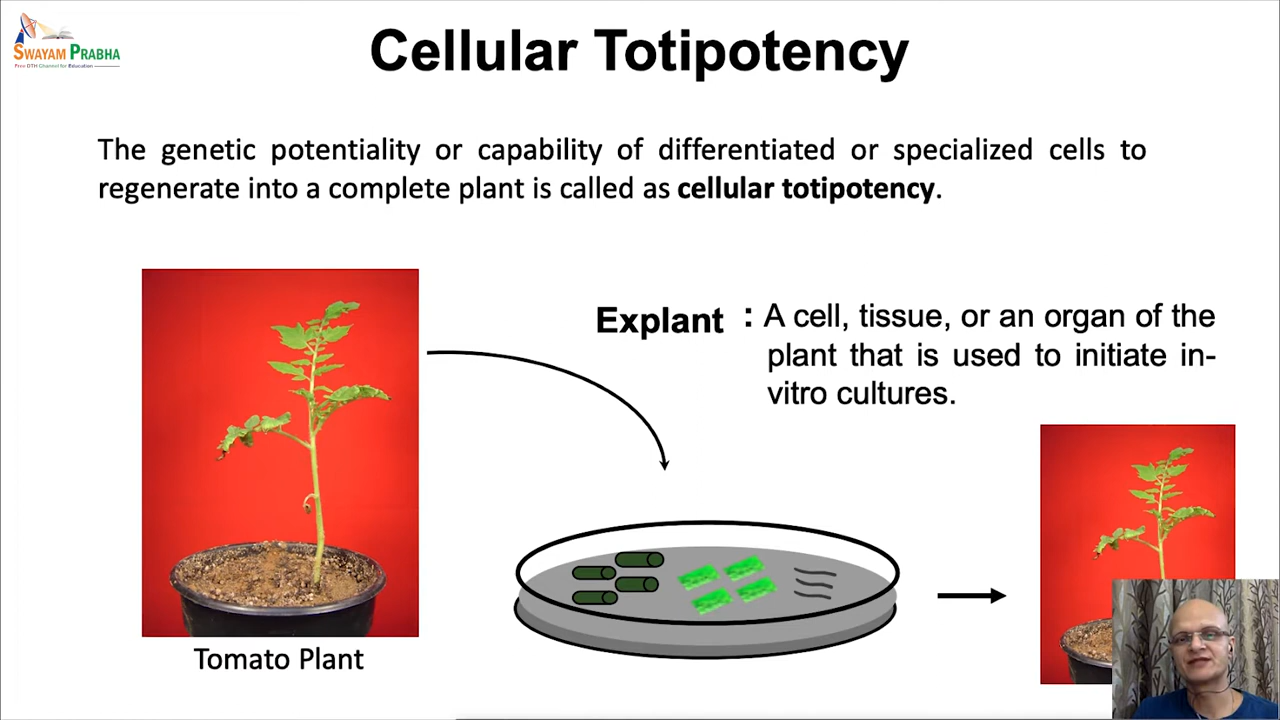 SWAYAM PRABHA
Free DTH Channel for Education
Cellular Totipotency
The genetic potentiality or capability of differentiated or specialized cells to
regenerate into a complete plant is called as cellular totipotency.
Explant : A cell, tissue, or an organ of the
plant that is used to initiate in-
vitro cultures.
Tomato Plant